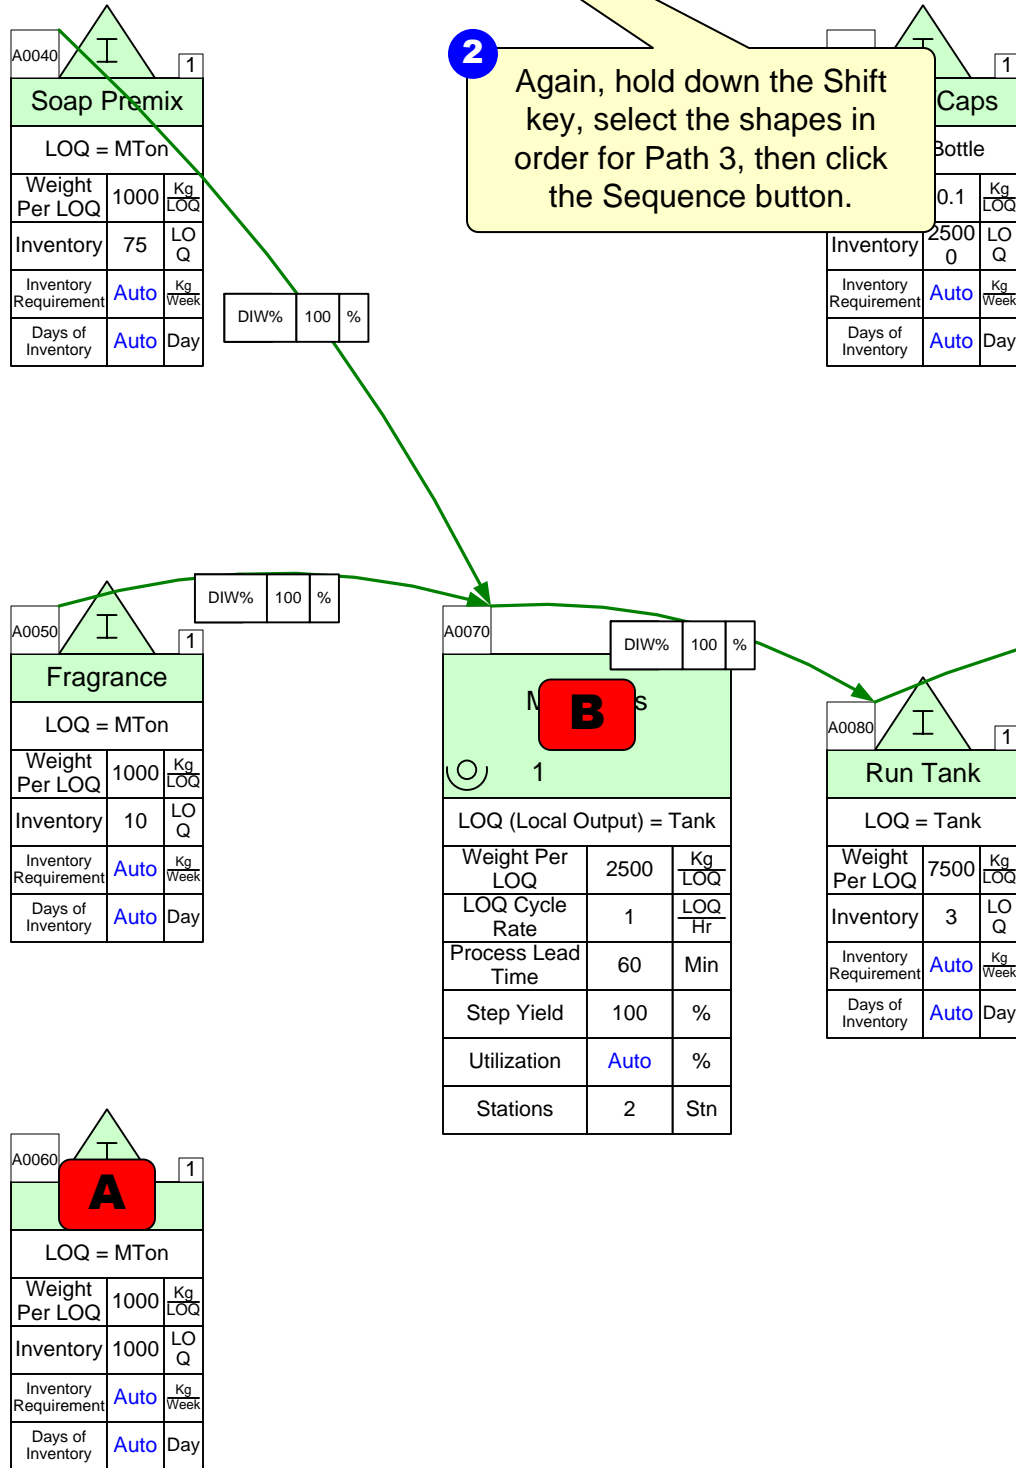 2
Again, hold down the Shift
key, select the shapes in
order for Path 3, then click
the Sequence button.
A0040
I
1
Soap Premix
LOQ = MTon
Weight
Per LOQ 1000 Kg
LOQ
Inventory 75 LO
Q
Inventory
Requirement Auto Kg
Week
Days of
Inventory Auto Day
DIW% 100 %
1
Caps
Bottle
0.1 Kg
LOQ
Inventory 2500
0 LO
Q
Inventory
Requirement Auto Kg
Week
Days of
Inventory Auto Day
A0050
I
1
Fragrance
LOQ = MTon
Weight
Per LOQ 1000 Kg
LOQ
Inventory 10 LO
Q
Inventory
Requirement Auto Kg
Week
Days of
Inventory Auto Day
DIW% 100 %
A0070
B
1
LOQ (Local Output) = Tank
Weight Per
LOQ 2500 Kg
LOQ
LOQ Cycle
Rate 1 LOQ
Hr
Process Lead
Time 60 Min
Step Yield 100 %
Utilization Auto %
Stations 2 Stn
DIW% 100 %
A0080
I
1
Run Tank
LOQ = Tank
Weight
Per LOQ 7500 Kg
LOQ
Inventory 3 LO
Q
Inventory
Requirement Auto Kg
Week
Days of
Inventory Auto Day
A0060
I
1
A
LOQ = MTon
Weight
Per LOQ 1000 Kg
LOQ
Inventory 1000 LO
Q
Inventory
Requirement Auto Kg
Week
Days of
Inventory Auto Day